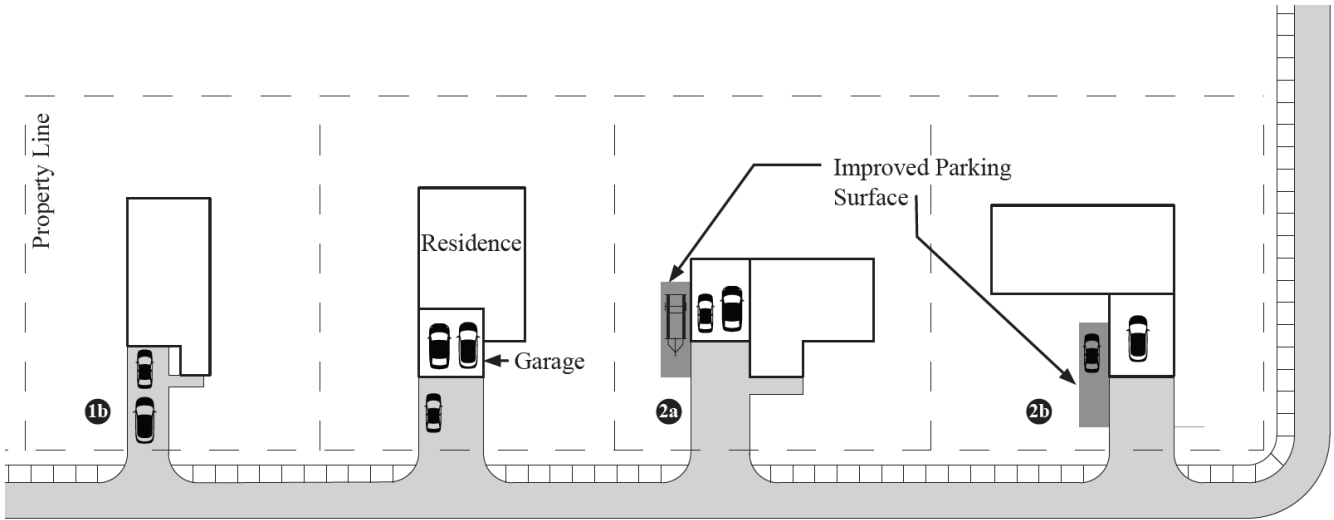 Property Line
Residence
Garage
Improved Parking
Surface
1b
2a
2b